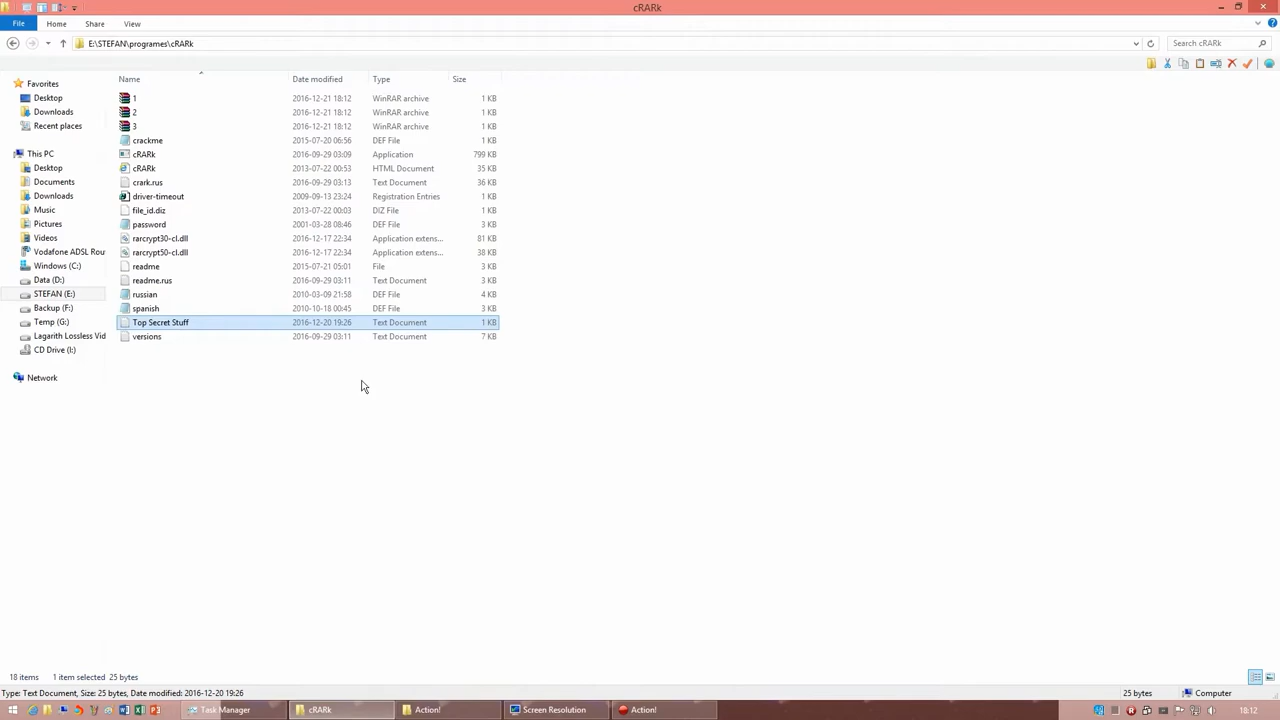 cRARk
File Home Share View
E:\STEFAN\programes\cRARk Search cRARk
Name Date modified Type Size
1 2016-12-21 18:12 WinRAR archive 1 KB
2 2016-12-21 18:12 WinRAR archive 1 KB
3 2016-12-21 18:12 WinRAR archive 1 KB
crackme 2015-07-20 06:56 DEF File 1 KB
cRARk 2016-09-29 03:09 Application 799 KB
cRARk 2013-07-22 00:53 HTML Document 35 KB
crark.rus 2016-09-29 03:13 Text Document 36 KB
driver-timeout 2009-09-13 23:24 Registration Entries 1 KB
file_id.diz 2013-07-22 00:03 DIZ File 1 KB
password 2001-03-28 08:46 DEF File 3 KB
rarcrypt30-cl.dll 2016-12-17 22:34 Application extens... 81 KB
rarcrypt50-cl.dll 2016-12-17 22:34 Application extens... 38 KB
readme 2015-07-21 05:01 File 3 KB
readme.rus 2016-09-29 03:11 Text Document 3 KB
russian 2010-03-09 21:58 DEF File 4 KB
spanish 2010-10-18 00:45 DEF File 3 KB
Top Secret Stuff 2016-12-20 19:26 Text Document 1 KB
versions 2016-09-29 03:11 Text Document 7 KB
Favorites
Desktop
Downloads
Recent places
This PC
Desktop
Documents
Downloads
Music
Pictures
Videos
Vodafone ADSL Rou
Windows (C:)
Data (D:)
STEFAN (E:)
Backup (F:)
Temp (G:)
Lagarith Lossless Vid
CD Drive (I:)
Network
18 items 1 item selected 25 bytes
Type: Text Document, Size: 25 bytes, Date modified: 2016-12-20 19:26 25 bytes Computer
Task Manager cRARk Action! Screen Resolution Action! 18:12